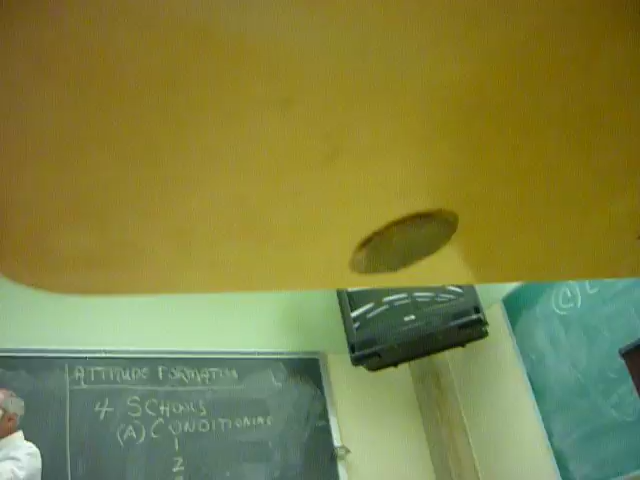 ATTITUDE FORMATION
4 SCHOOLS
(A) CONDITIONING
1
2
(C)